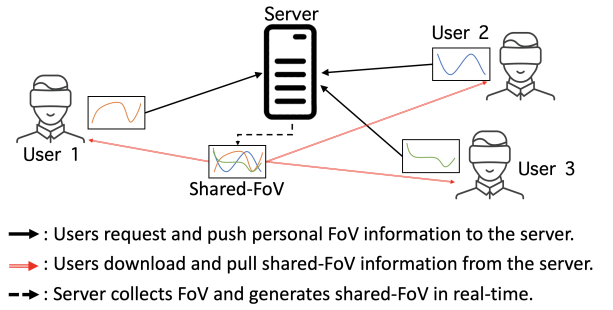 Server
User 2
User 1
Shared-FoV
User 3
: Users request and push personal FoV information to the server.
: Users download and pull shared-FoV information from the server.
: Server collects FoV and generates shared-FoV in real-time.